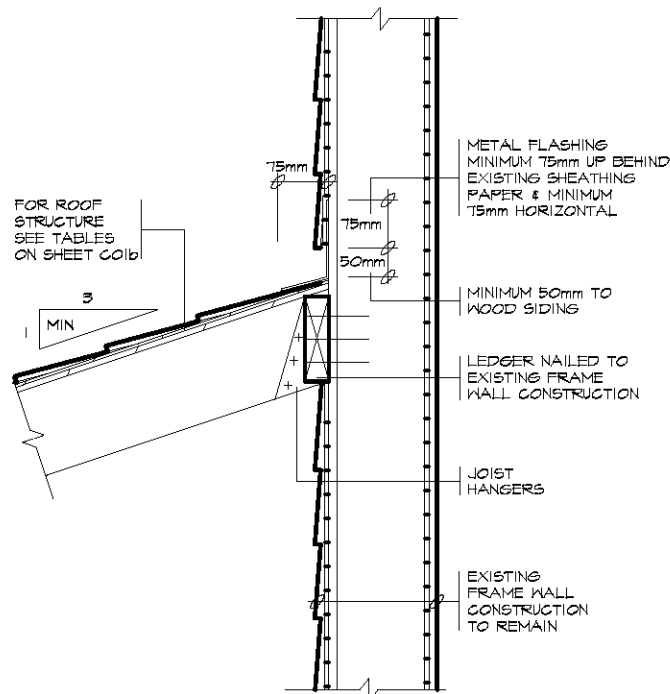 75mm
METAL FLASHING
MINIMUM 75mm UP BEHIND
EXISTING SHEATHING
PAPER & MINIMUM
75mm HORIZONTAL
FOR ROOF
STRUCTURE
SEE TABLES
ON SHEET C01b
75mm
50mm
3
1
MIN
MINIMUM 50mm TO
WOOD SIDING
LEDGER NAILED TO
EXISTING FRAME
WALL CONSTRUCTION
JOIST
HANGERS
EXISTING
FRAME WALL
CONSTRUCTION
TO REMAIN